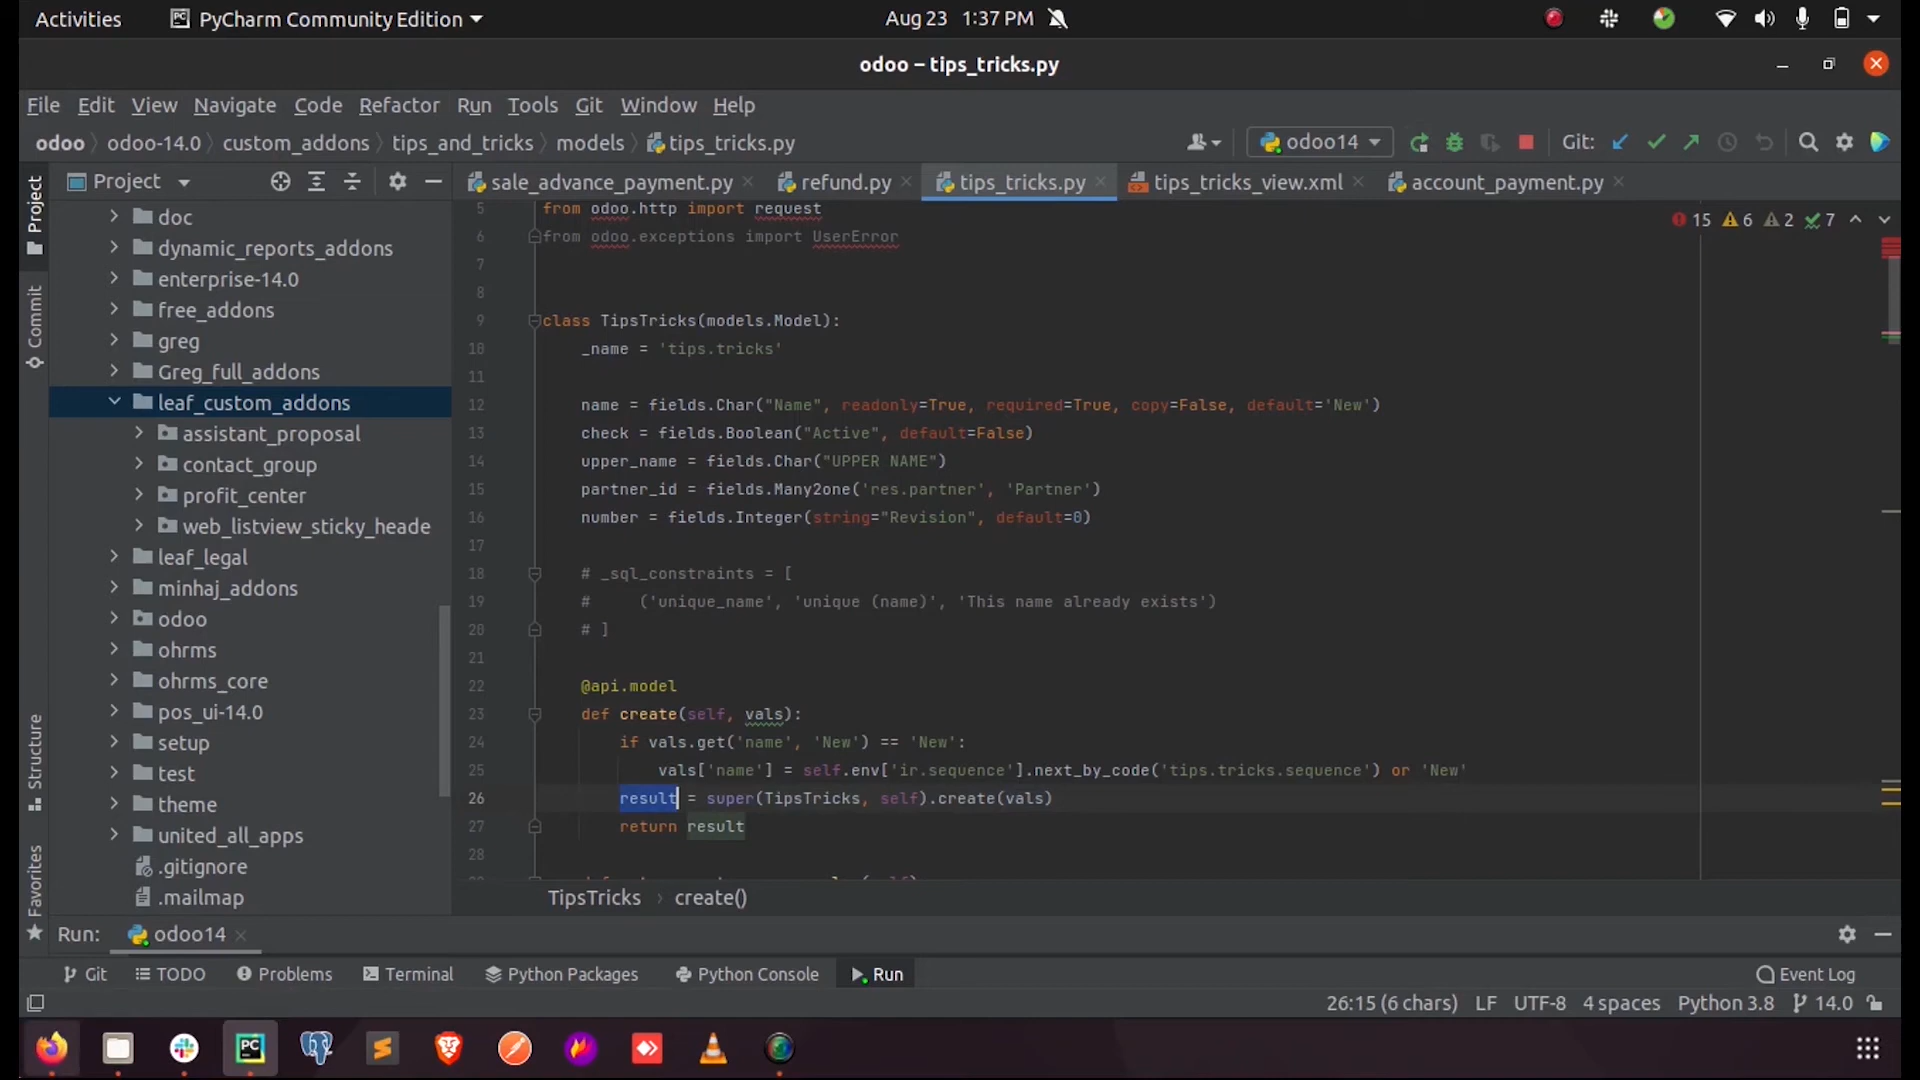 Activities PyCharm Community Edition Aug 23 1:37 PM
odoo – tips_tricks.py
File Edit View Navigate Code Refactor Run Tools Git Window Help
odoo odoo-14.0 custom_addons tips_and_tricks models tips_tricks.py odoo14 Git:
Project sale_advance_payment.py refund.py tips_tricks.py tips_tricks_view.xml account_payment.py
Project
Commit
Structure
Favorites
doc
dynamic_reports_addons
enterprise-14.0
free_addons
greg
Greg_full_addons
leaf_custom_addons
assistant_proposal
contact_group
profit_center
web_listview_sticky_heade
leaf_legal
minhaj_addons
odoo
ohrms
ohrms_core
pos_ui-14.0
setup
test
theme
united_all_apps
.gitignore
.mailmap
15 6 2 7
5 from odoo.http import request
6 from odoo.exceptions import UserError
7
8
9 class TipsTricks(models.Model):
10 _name = 'tips.tricks'
11
12 name = fields.Char("Name", readonly=True, required=True, copy=False, default='New')
13 check = fields.Boolean("Active", default=False)
14 upper_name = fields.Char("UPPER NAME")
15 partner_id = fields.Many2one('res.partner', 'Partner')
16 number = fields.Integer(string="Revision", default=0)
17
18 # _sql_constraints = [
19 #     ('unique_name', 'unique (name)', 'This name already exists')
20 # ]
21
22 @api.model
23 def create(self, vals):
24 if vals.get('name', 'New') == 'New':
25 vals['name'] = self.env['ir.sequence'].next_by_code('tips.tricks.sequence') or 'New'
26 result = super(TipsTricks, self).create(vals)
27 return result
28
TipsTricks › create()
Run: odoo14
Git TODO Problems Terminal Python Packages Python Console Run Event Log
26:15 (6 chars) LF UTF-8 4 spaces Python 3.8 14.0